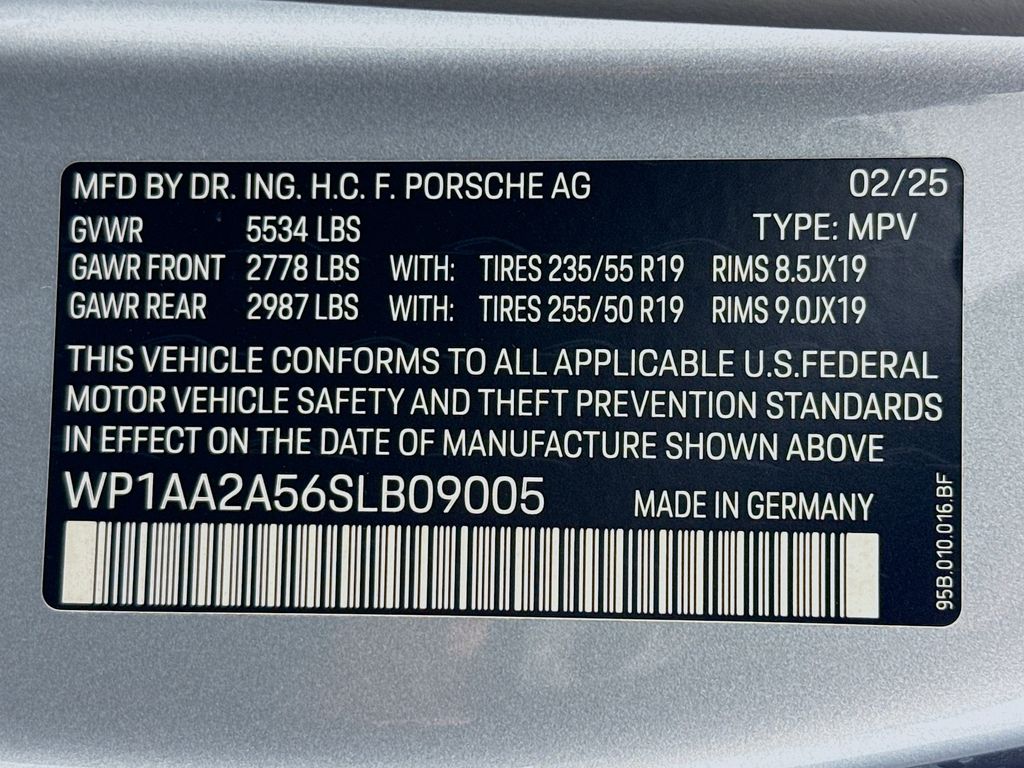 MFD BY DR. ING. H.C. F. PORSCHE AG 02/25
GVWR 5534 LBS TYPE: MPV
GAWR FRONT 2778 LBS WITH: TIRES 235/55 R19 RIMS 8.5JX19
GAWR REAR 2987 LBS WITH: TIRES 255/50 R19 RIMS 9.0JX19
THIS VEHICLE CONFORMS TO ALL APPLICABLE U.S.FEDERAL
MOTOR VEHICLE SAFETY AND THEFT PREVENTION STANDARDS
IN EFFECT ON THE DATE OF MANUFACTURE SHOWN ABOVE
WP1AA2A56SLB09005 MADE IN GERMANY
95B.010.016.BF